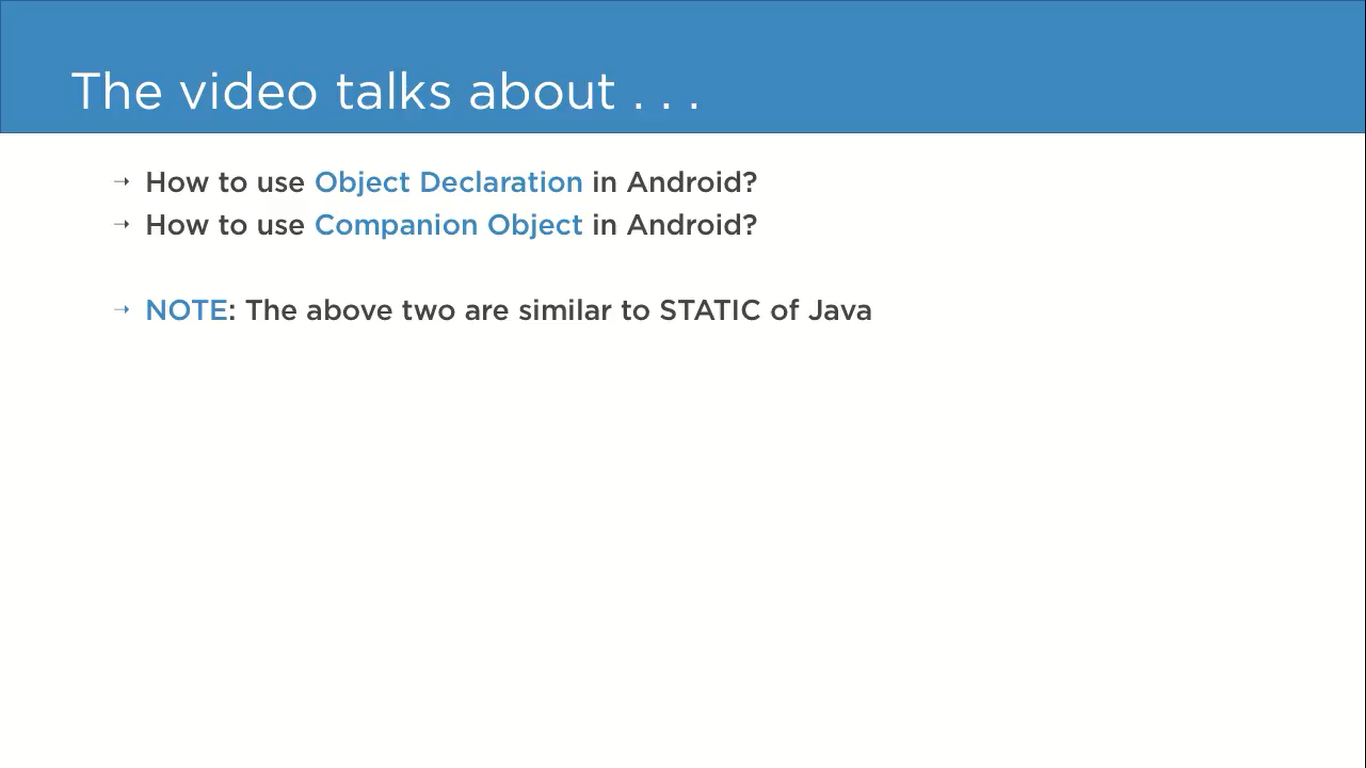 The video talks about . . .
→ How to use Object Declaration in Android?
→ How to use Companion Object in Android?
→ NOTE: The above two are similar to STATIC of Java